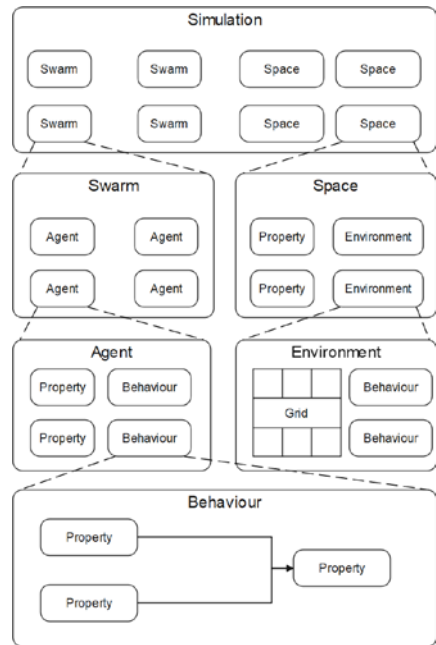 Simulation
Swarm Swarm Space Space
Swarm Swarm Space Space
Swarm
Agent Agent
Agent Agent
Space
Property Environment
Property Environment
Agent
Property Behaviour
Property Behaviour
Environment
Grid
Behaviour
Behaviour
Behaviour
Property
Property
Property